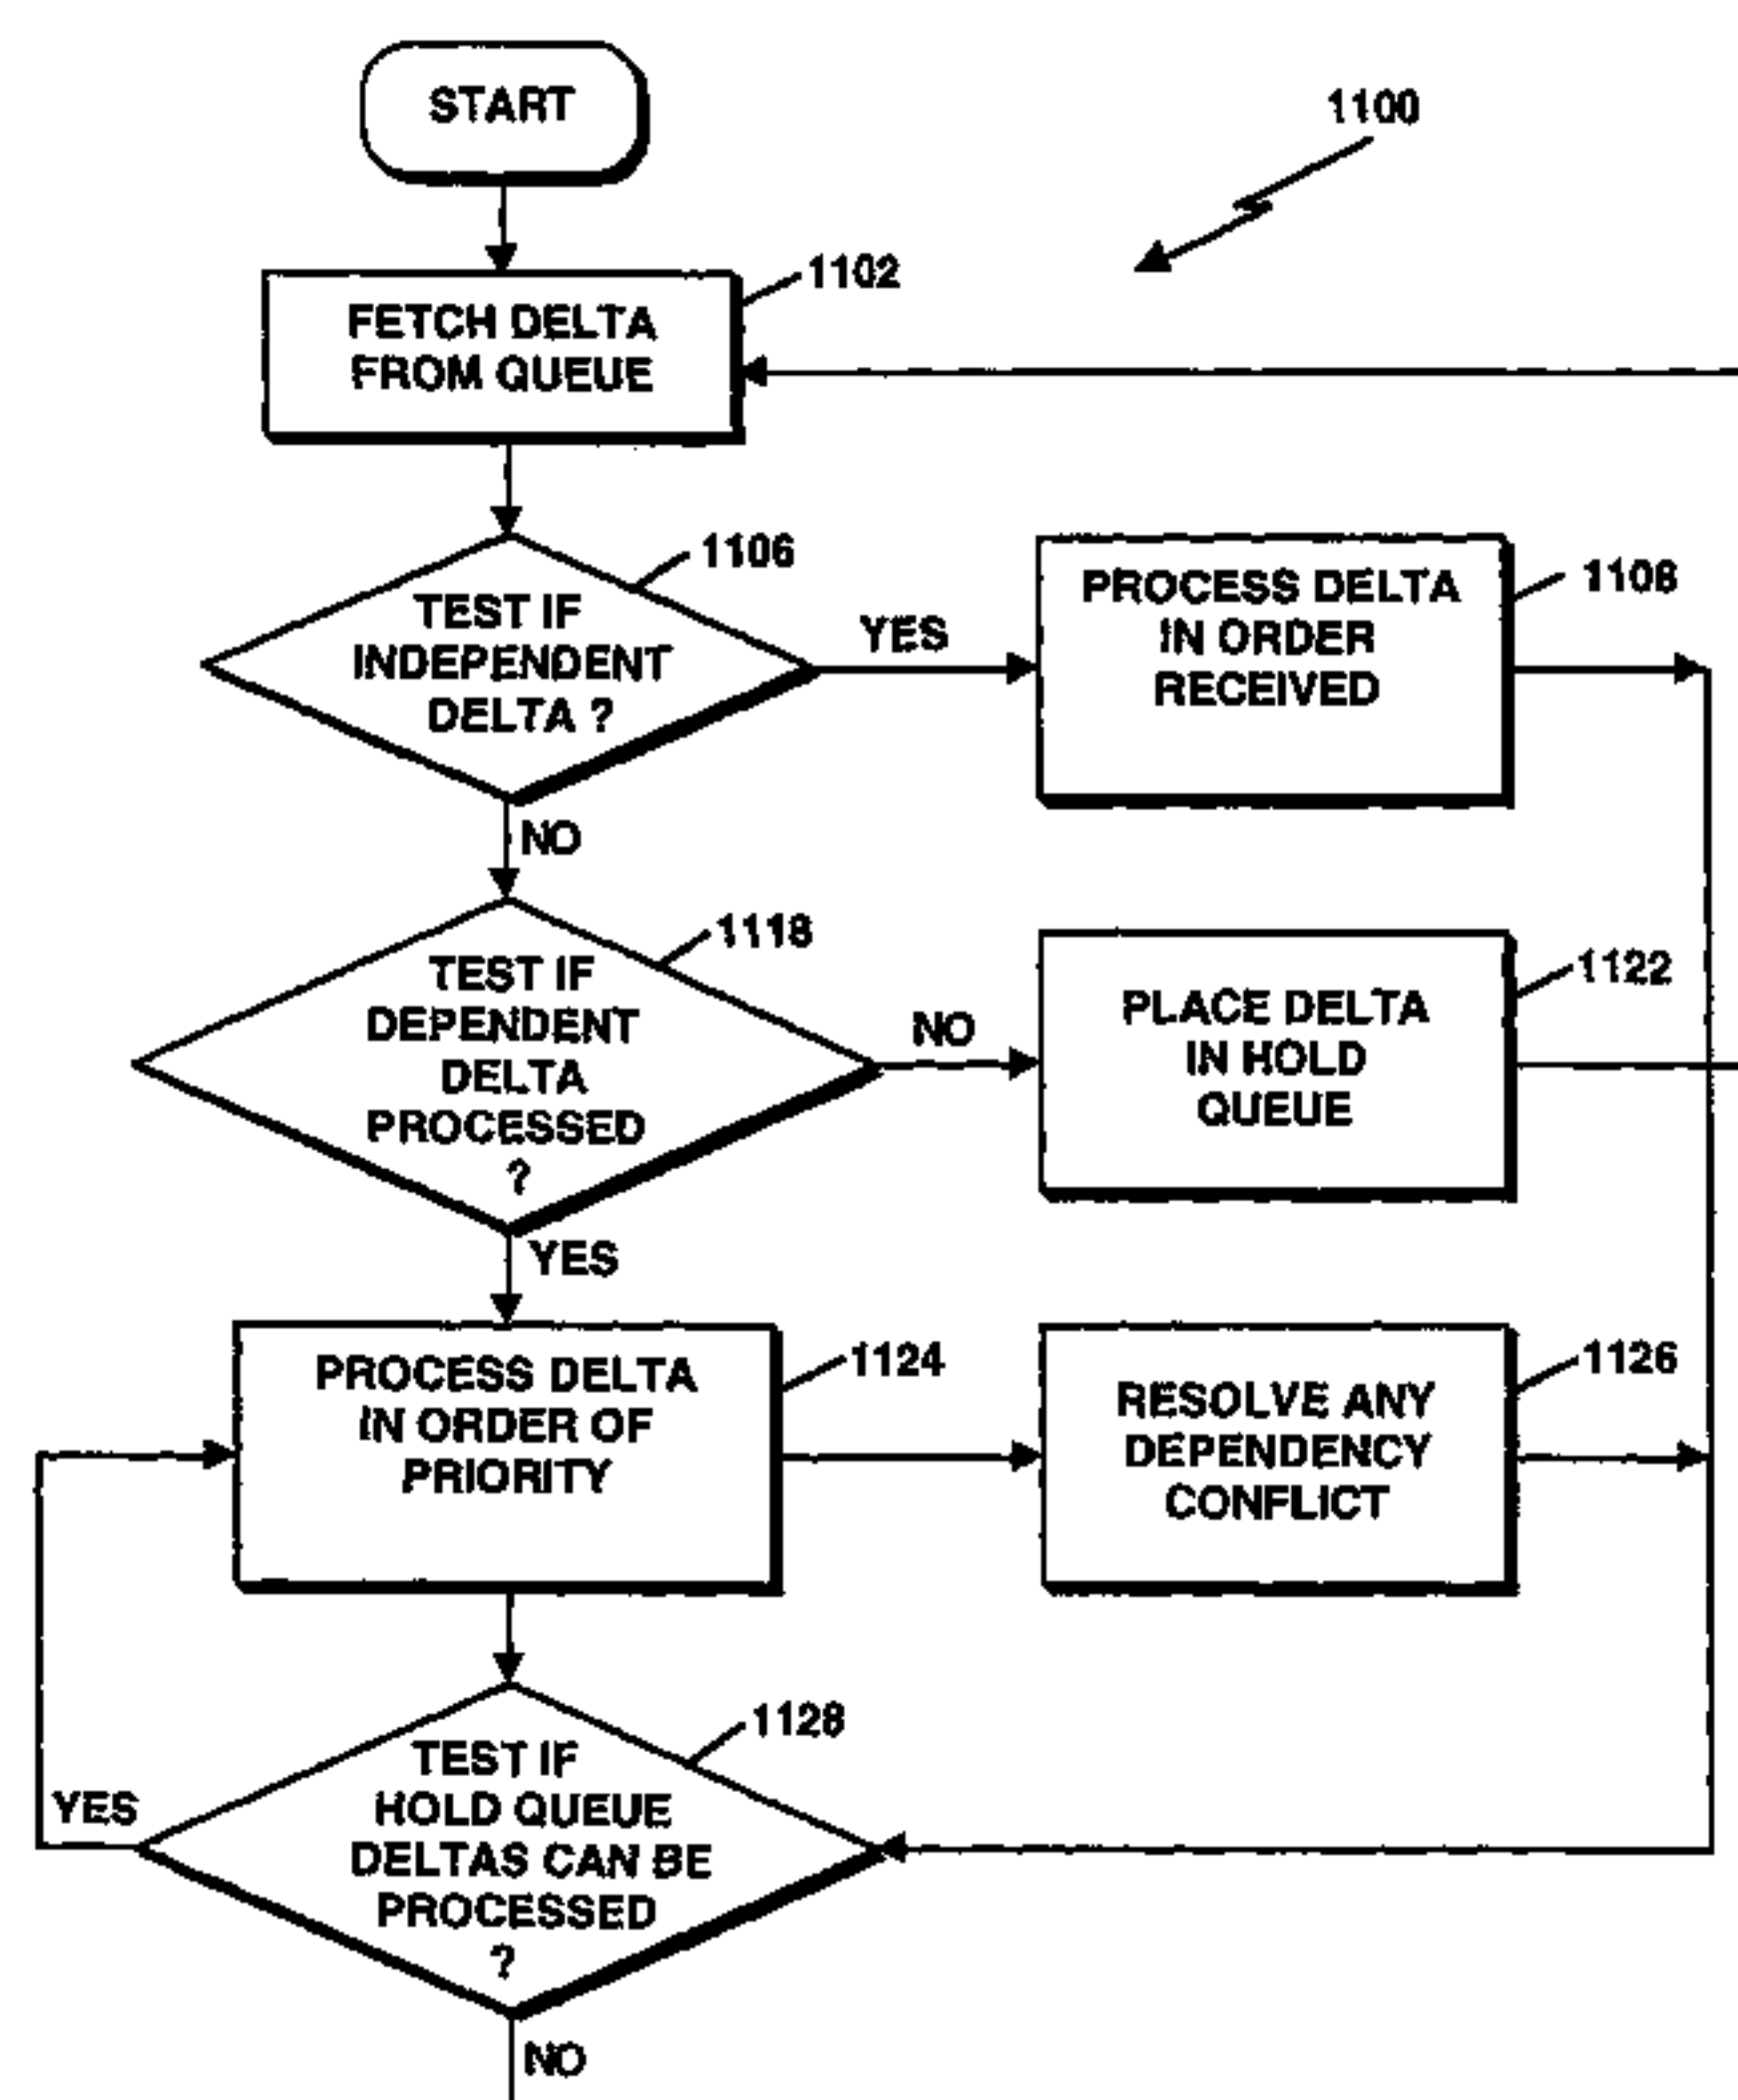 START
1100
1102
FETCH DELTA
FROM QUEUE
1106
TEST IF
INDEPENDENT
DELTA ?
YES
PROCESS DELTA
IN ORDER
RECEIVED
1108
NO
1118
TEST IF
DEPENDENT
DELTA
PROCESSED
?
NO
PLACE DELTA
IN HOLD
QUEUE
1122
YES
PROCESS DELTA
IN ORDER OF
PRIORITY
1124
RESOLVE ANY
DEPENDENCY
CONFLICT
1126
1128
TEST IF
HOLD QUEUE
DELTAS CAN BE
PROCESSED
?
YES
NO